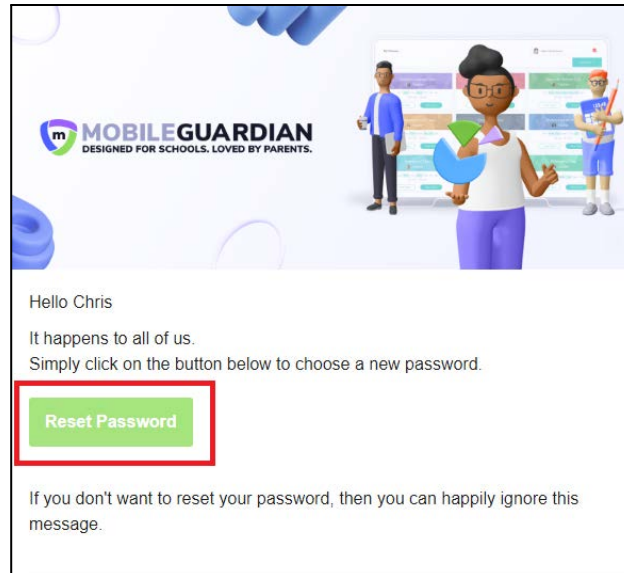 MOBILEGUARDIAN
DESIGNED FOR SCHOOLS. LOVED BY PARENTS.
Hello Chris
It happens to all of us.
Simply click on the button below to choose a new password.
Reset Password
If you don't want to reset your password, then you can happily ignore this
message.